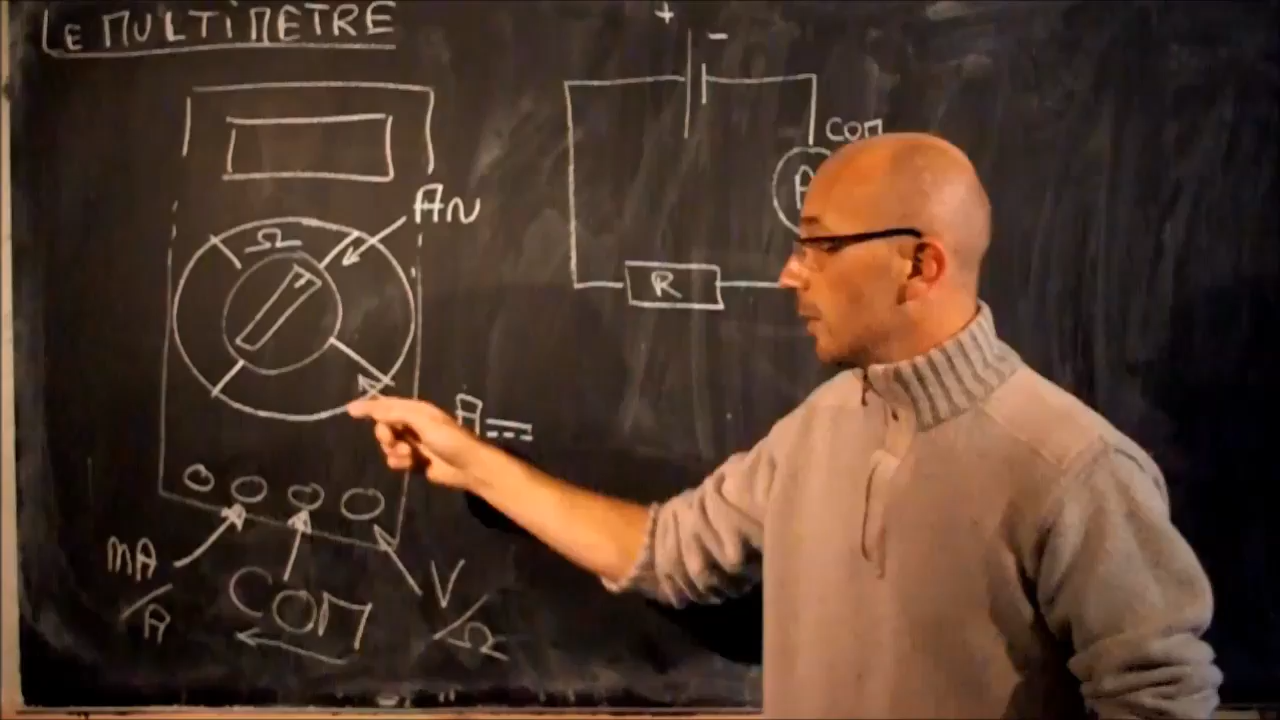 LE MULTIMETRE
+ -
COM
A
A~
Ω
R
A⎓
mA
/A
COM
V
/Ω